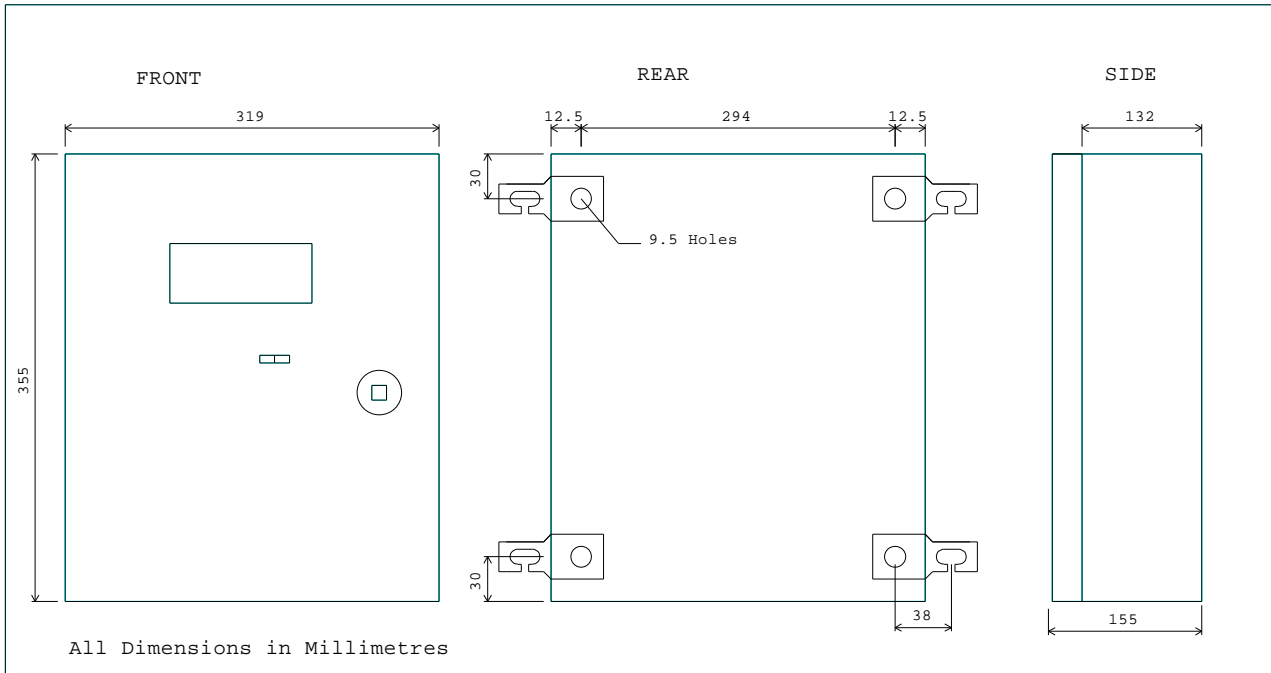 FRONT
REAR
SIDE
319
12.5
294
12.5
132
30
9.5 Holes
355
30
38
155
All Dimensions in Millimetres